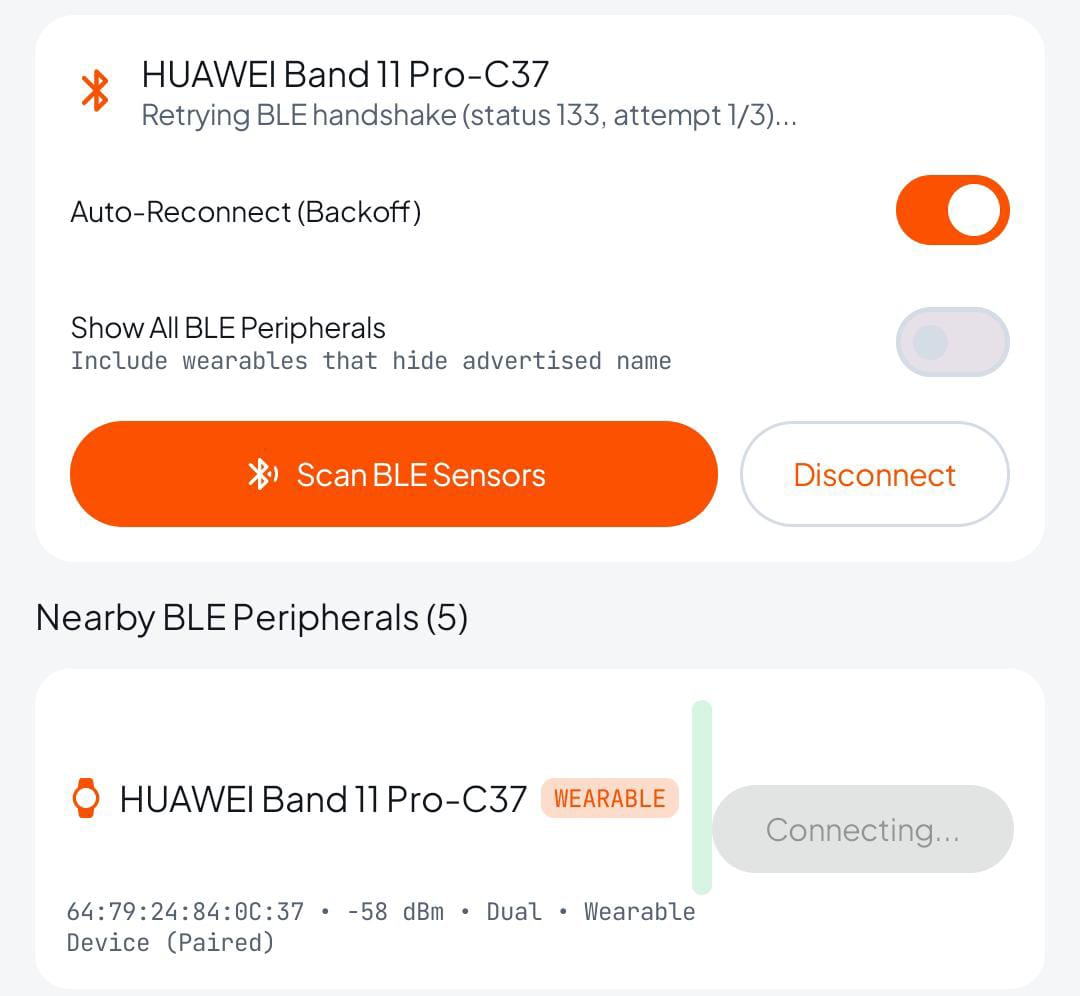 HUAWEI Band 11 Pro-C37
Retrying BLE handshake (status 133, attempt 1/3)...
Auto-Reconnect (Backoff)
Show All BLE Peripherals
Include wearables that hide advertised name
Scan BLE Sensors
Disconnect
Nearby BLE Peripherals (5)
HUAWEI Band 11 Pro-C37 WEARABLE
Connecting...
64:79:24:84:0C:37 • -58 dBm • Dual • Wearable
Device (Paired)